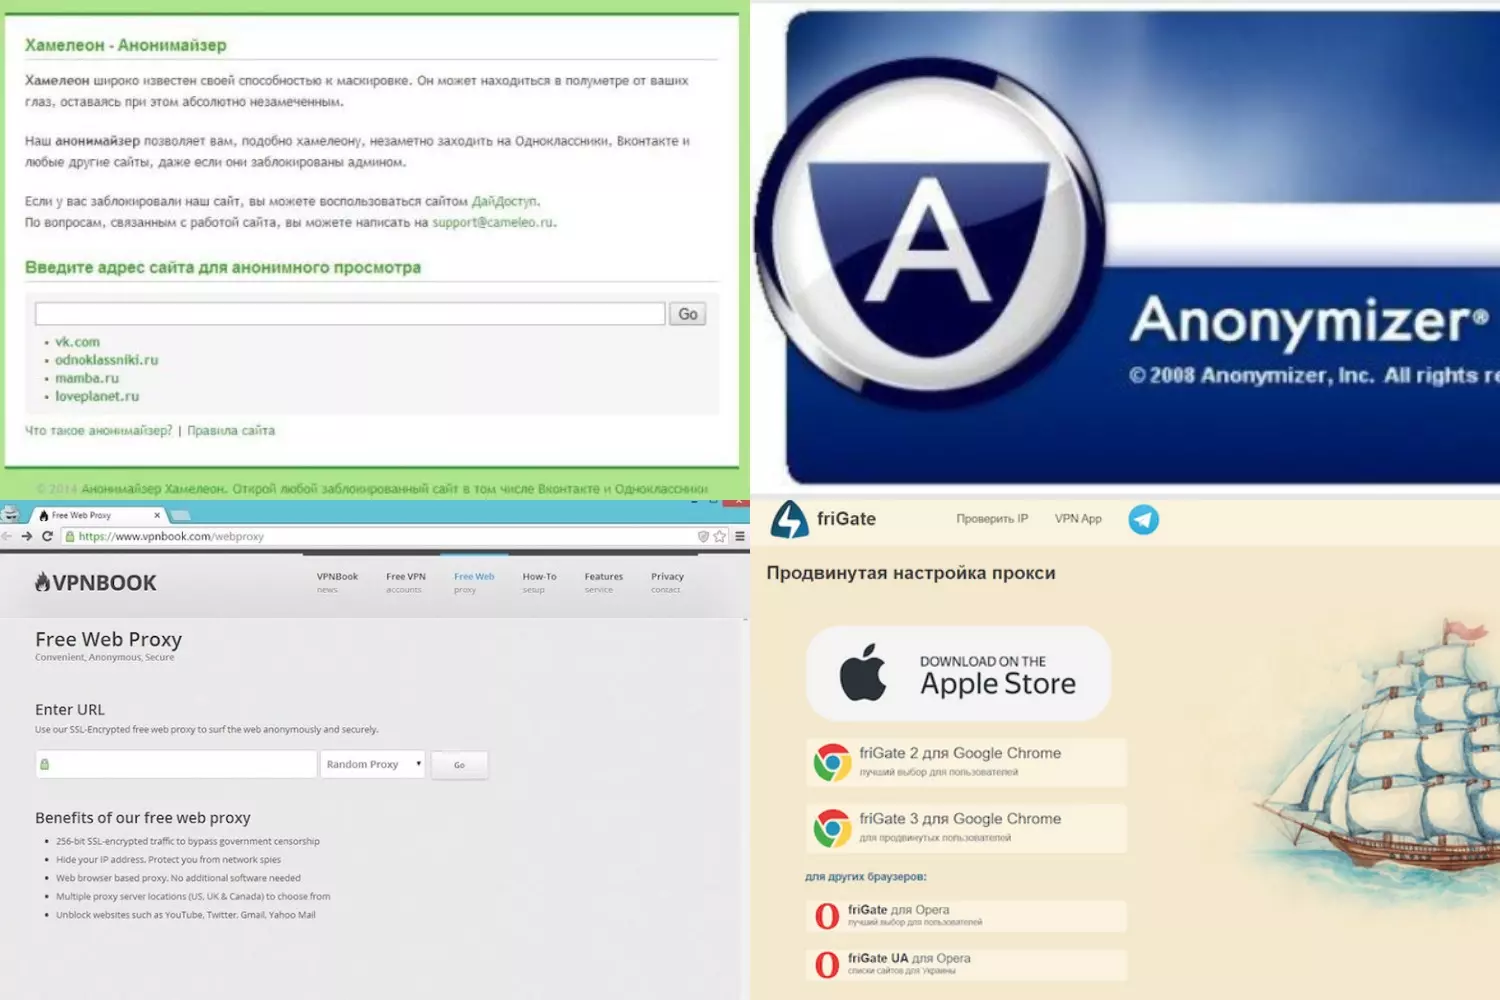 Хамелеон - Анонимайзер
Хамелеон широко известен своей способностью к маскировке. Он может находиться в полуметре от ваших
глаз, оставаясь при этом абсолютно незамеченным.
Наш анонимайзер позволяет вам, подобно хамелеону, незаметно заходить на Одноклассники, Вконтакте и
любые другие сайты, даже если они заблокированы админом.
Если у вас заблокировали наш сайт, вы можете воспользоваться сайтом ДайДоступ.
По вопросам, связанным с работой сайта, вы можете написать на support@cameleo.ru.
Введите адрес сайта для анонимного просмотра
Go
vk.com
odnoklassniki.ru
mamba.ru
loveplanet.ru
Что такое анонимайзер? | Правила сайта
© 2014 Анонимайзер Хамелеон. Открой любой заблокированный сайт в том числе Вконтакте и Одноклассники
A
Anonymizer®
© 2008 Anonymizer, Inc. All rights re
Free Web Proxy
https://www.vpnbook.com/webproxy
VPNBOOK
VPNBook Free VPN Free Web How-To Features Privacy
news accounts proxy setup service contact
Free Web Proxy
Convenient, Anonymous, Secure
Enter URL
Use our SSL-Encrypted free web proxy to surf the web anonymously and securely.
Random Proxy Go
Benefits of our free web proxy
256-bit SSL-encrypted traffic to bypass government censorship
Hide your IP address. Protect you from network spies
Web browser based proxy. No additional software needed
Multiple proxy server locations (US, UK & Canada) to choose from
Unblock websites such as YouTube, Twitter, Gmail, Yahoo Mail
friGate Проверить IP VPN App
Продвинутая настройка прокси
DOWNLOAD ON THE
Apple Store
friGate 2 для Google Chrome
лучший выбор для пользователей
friGate 3 для Google Chrome
для продвинутых пользователей
для других браузеров:
friGate для Opera
лучший выбор для пользователей
friGate UA для Opera
списки сайтов для Украины